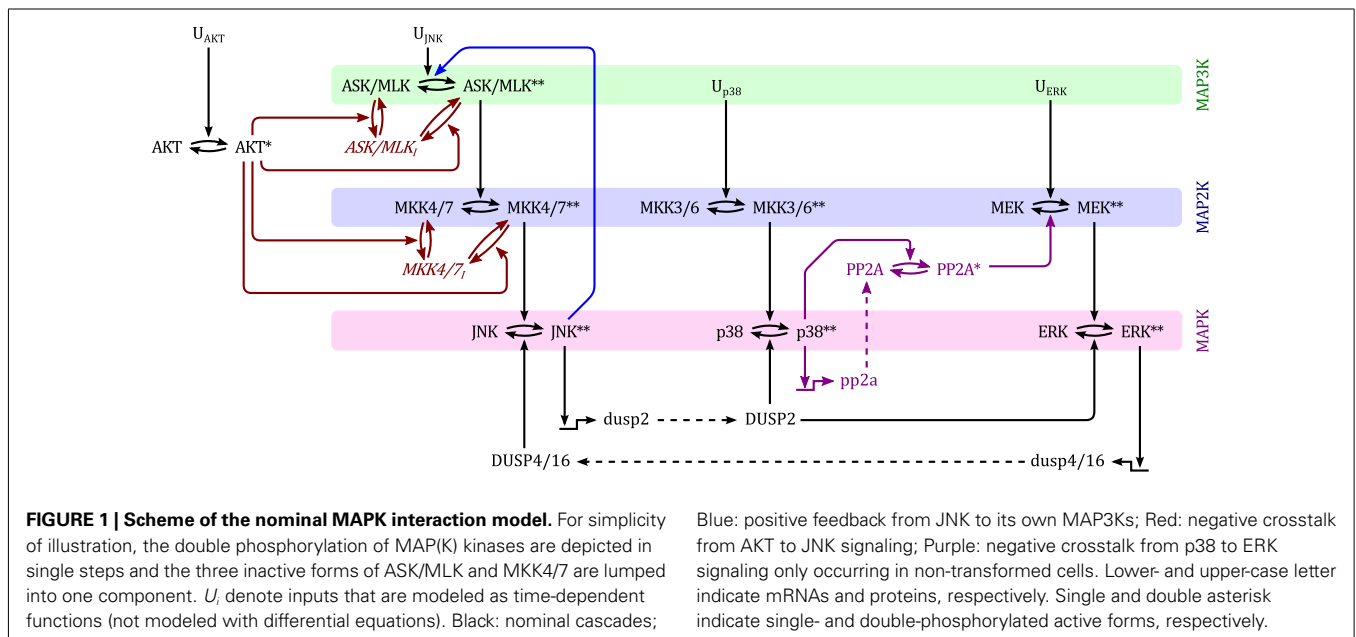 U_AKT
U_JNK
ASK/MLK
ASK/MLK**
U_p38
U_ERK
MAP3K
AKT
AKT*
ASK/MLK_I
MKK4/7
MKK4/7**
MKK3/6
MKK3/6**
MEK
MEK**
MAP2K
MKK4/7_I
PP2A
PP2A*
JNK
JNK**
p38
p38**
ERK
ERK**
MAPK
pp2a
dusp2
DUSP2
DUSP4/16
dusp4/16
FIGURE 1 | Scheme of the nominal MAPK interaction model. For simplicity
of illustration, the double phosphorylation of MAP(K) kinases are depicted in
single steps and the three inactive forms of ASK/MLK and MKK4/7 are lumped
into one component. U_i denote inputs that are modeled as time-dependent
functions (not modeled with differential equations). Black: nominal cascades;
Blue: positive feedback from JNK to its own MAP3Ks; Red: negative crosstalk
from AKT to JNK signaling; Purple: negative crosstalk from p38 to ERK
signaling only occurring in non-transformed cells. Lower- and upper-case letter
indicate mRNAs and proteins, respectively. Single and double asterisk
indicate single- and double-phosphorylated active forms, respectively.